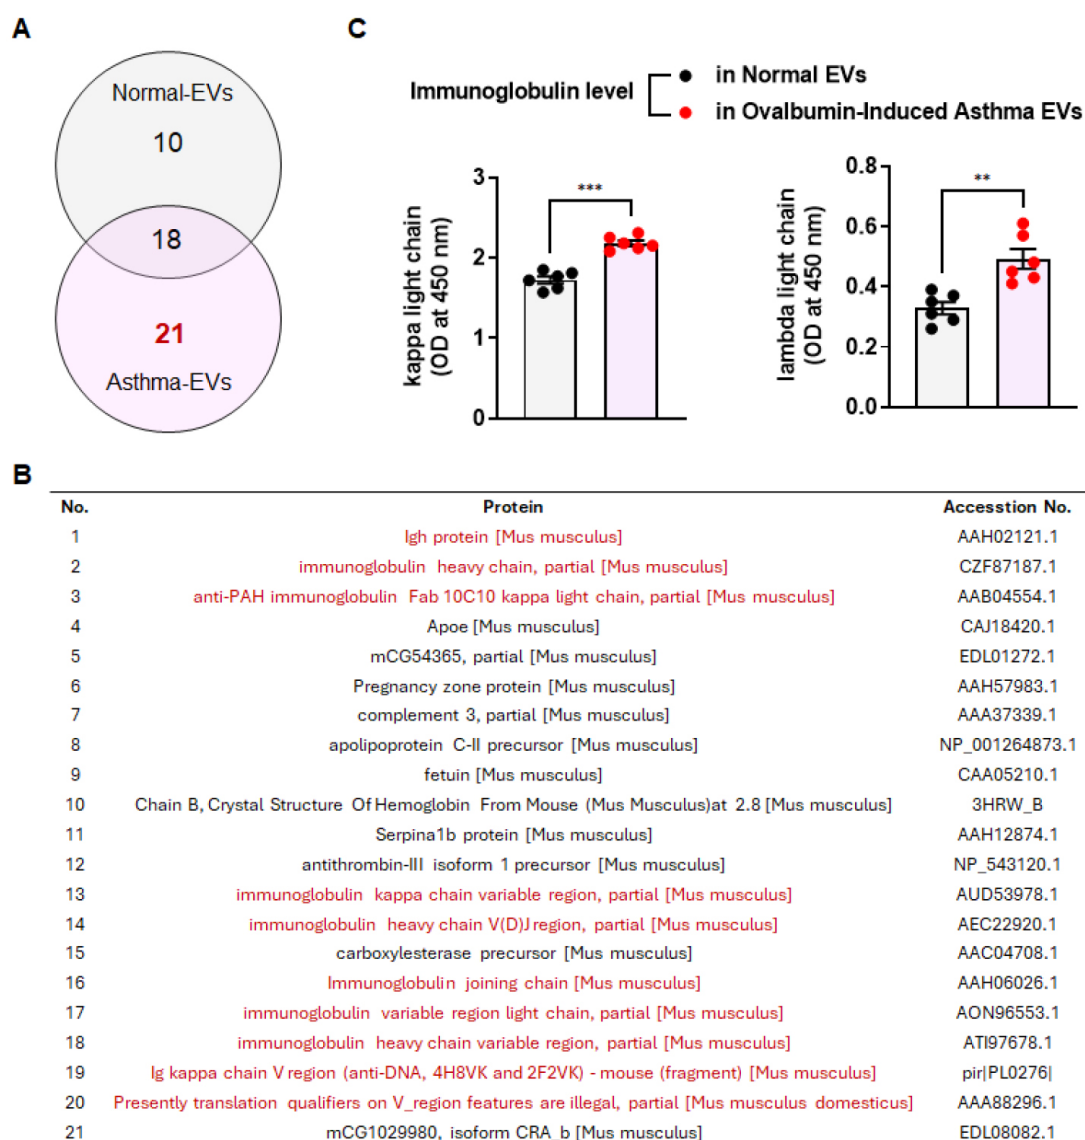 A
Normal-EVs
10
18
21
Asthma-EVs
C
Immunoglobulin level
in Normal EVs
in Ovalbumin-Induced Asthma EVs
kappa light chain
(OD at 450 nm)
3
2
1
0
***
lambda light chain
(OD at 450 nm)
0.8
0.6
0.4
0.2
0.0
**
B
No. Protein Accesstion No.
1 Igh protein [Mus musculus] AAH02121.1
2 immunoglobulin heavy chain, partial [Mus musculus] CZF87187.1
3 anti-PAH immunoglobulin Fab 10C10 kappa light chain, partial [Mus musculus] AAB04554.1
4 Apoe [Mus musculus] CAJ18420.1
5 mCG54365, partial [Mus musculus] EDL01272.1
6 Pregnancy zone protein [Mus musculus] AAH57983.1
7 complement 3, partial [Mus musculus] AAA37339.1
8 apolipoprotein C-II precursor [Mus musculus] NP_001264873.1
9 fetuin [Mus musculus] CAA05210.1
10 Chain B, Crystal Structure Of Hemoglobin From Mouse (Mus Musculus)at 2.8 [Mus musculus] 3HRW_B
11 Serpina1b protein [Mus musculus] AAH12874.1
12 antithrombin-III isoform 1 precursor [Mus musculus] NP_543120.1
13 immunoglobulin kappa chain variable region, partial [Mus musculus] AUD53978.1
14 immunoglobulin heavy chain V(D)J region, partial [Mus musculus] AEC22920.1
15 carboxylesterase precursor [Mus musculus] AAC04708.1
16 Immunoglobulin joining chain [Mus musculus] AAH06026.1
17 immunoglobulin variable region light chain, partial [Mus musculus] AON96553.1
18 immunoglobulin heavy chain variable region, partial [Mus musculus] ATI97678.1
19 Ig kappa chain V region (anti-DNA, 4H8VK and 2F2VK) - mouse (fragment) [Mus musculus] pir|PL0276|
20 Presently translation qualifiers on V_region features are illegal, partial [Mus musculus domesticus] AAA88296.1
21 mCG1029980, isoform CRA_b [Mus musculus] EDL08082.1